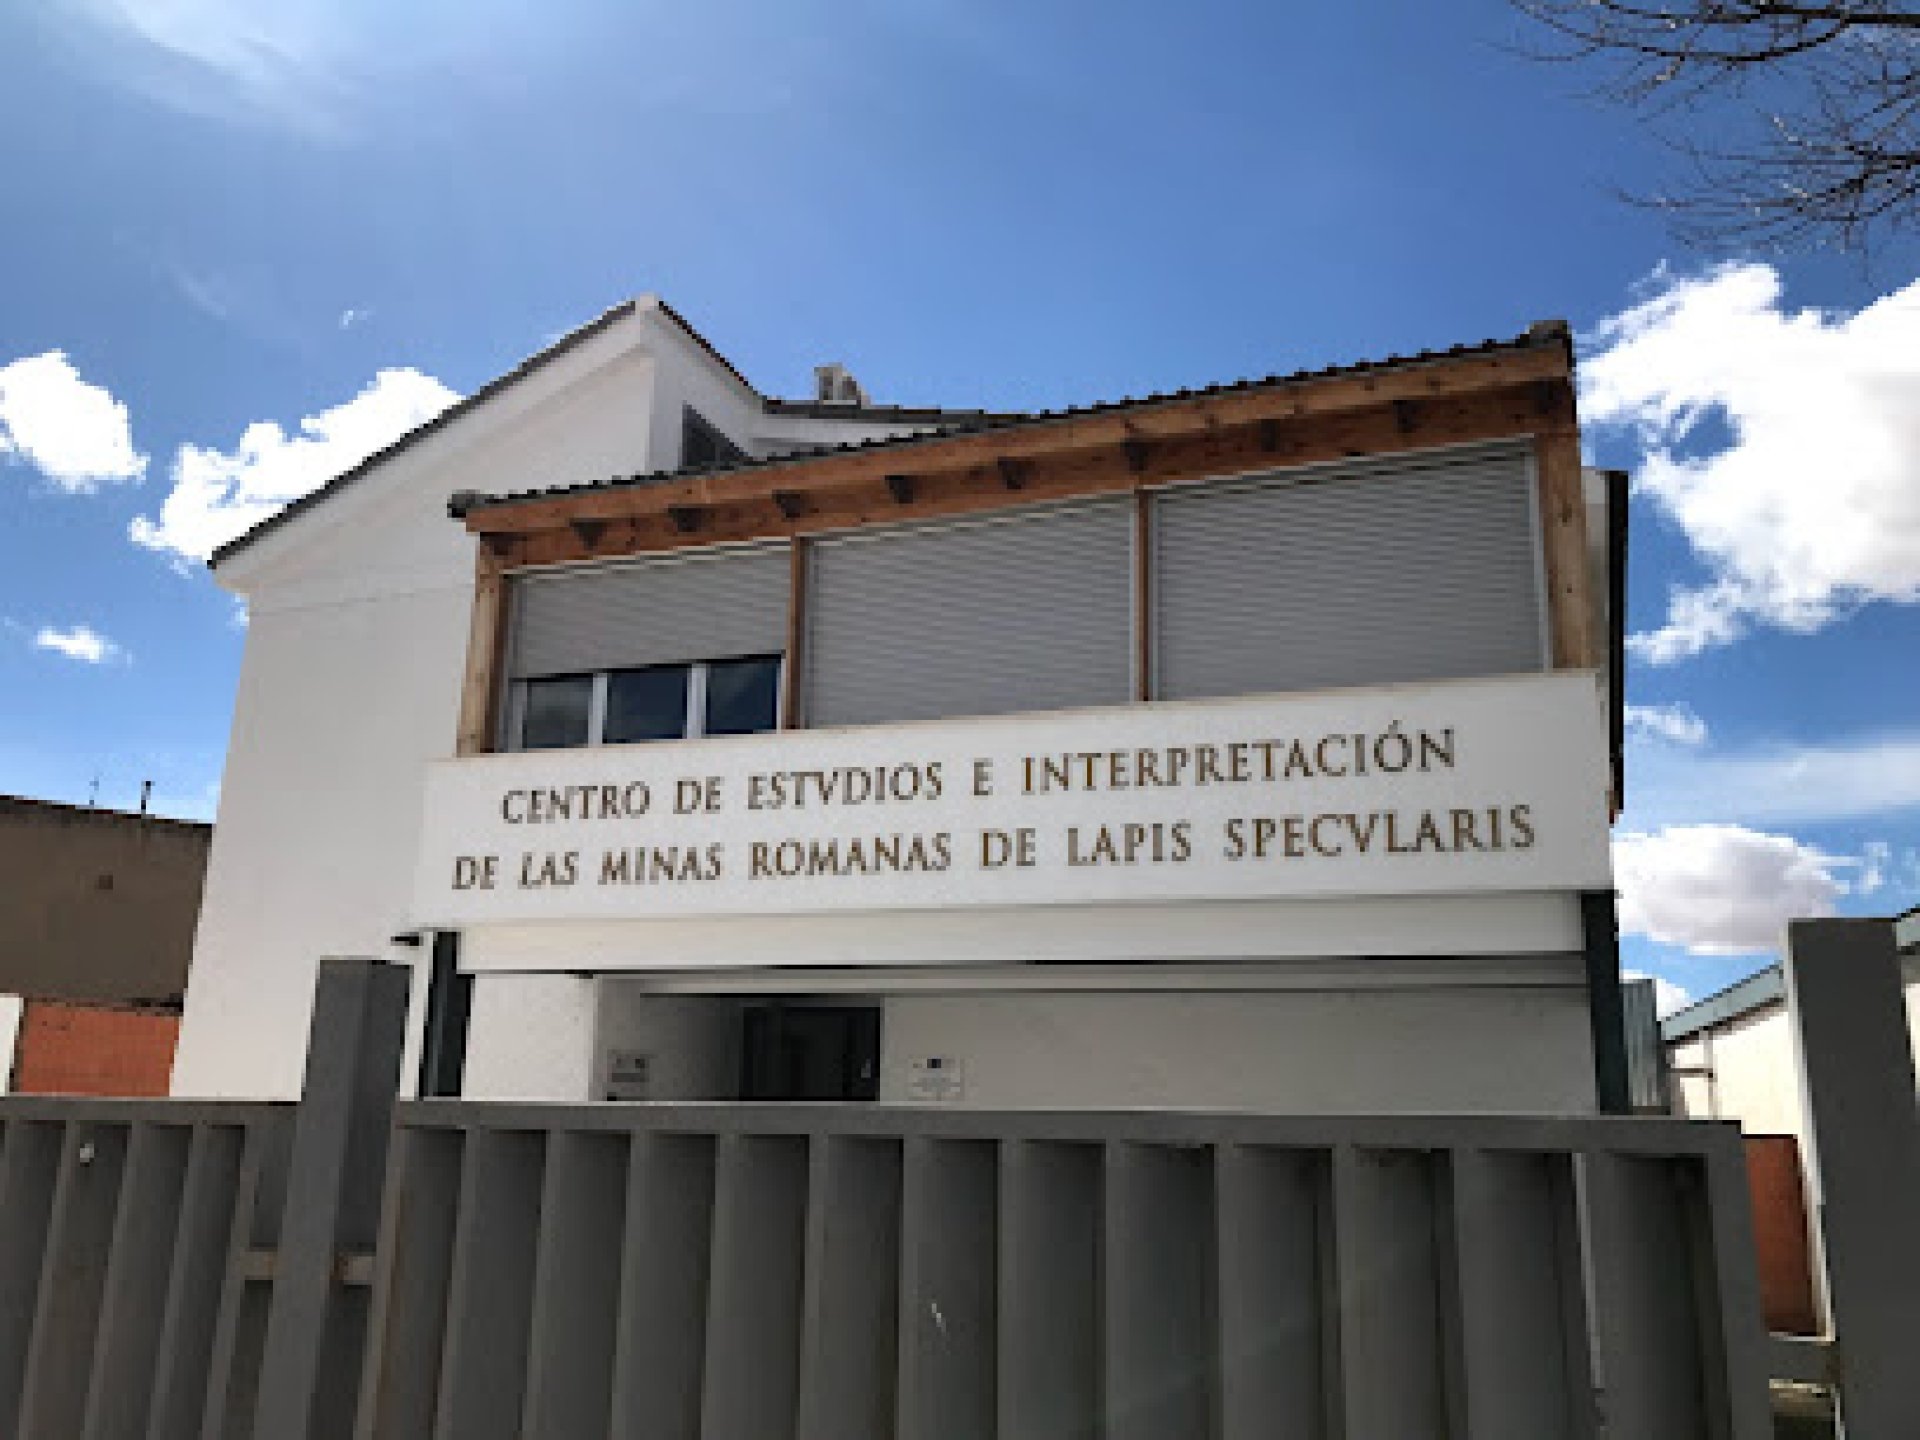 CENTRO DE ESTVDIOS E INTERPRETACIÓN
DE LAS MINAS ROMANAS DE LAPIS SPECVLARIS